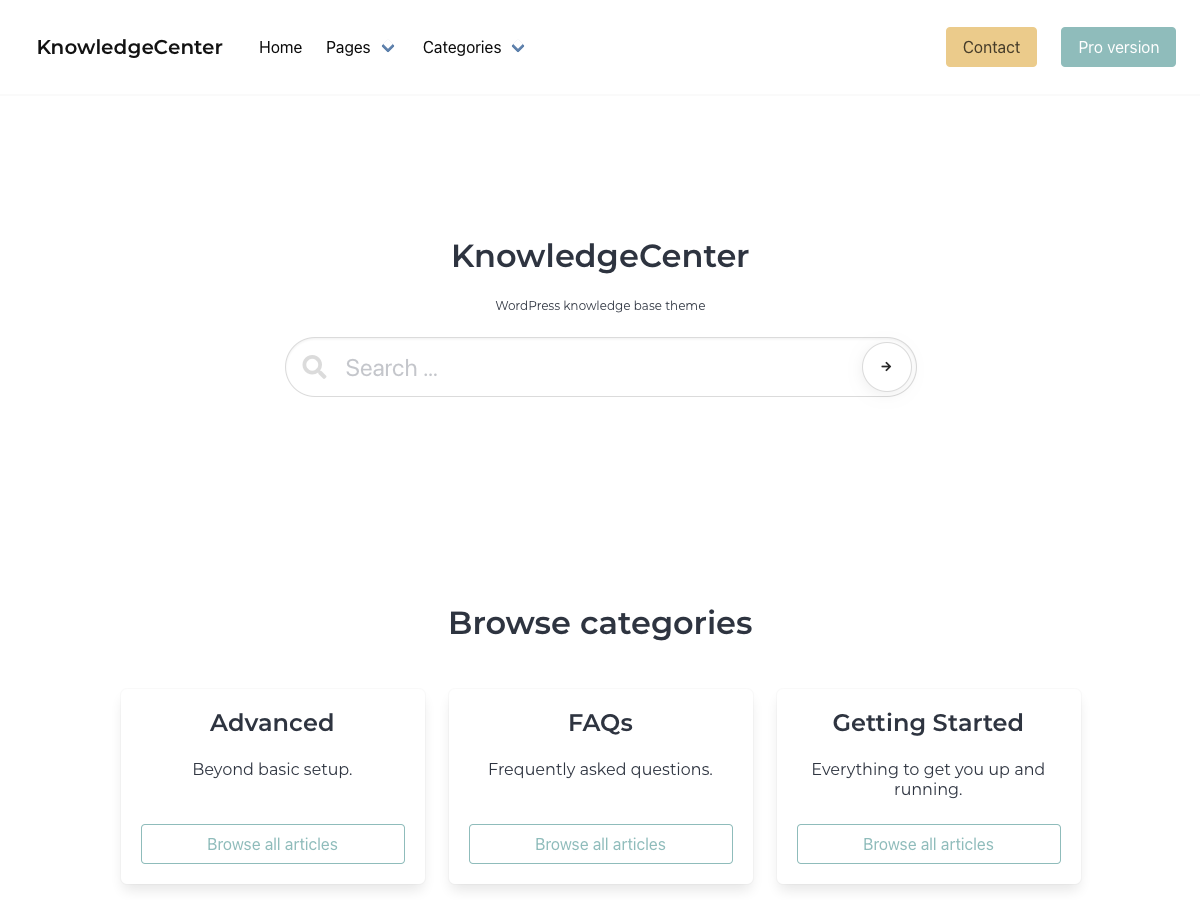 KnowledgeCenter Home Pages Categories Contact Pro version
KnowledgeCenter
WordPress knowledge base theme
Search ...
Browse categories
Advanced FAQs Getting Started
Beyond basic setup. Frequently asked questions. Everything to get you up and
running.
Browse all articles Browse all articles Browse all articles